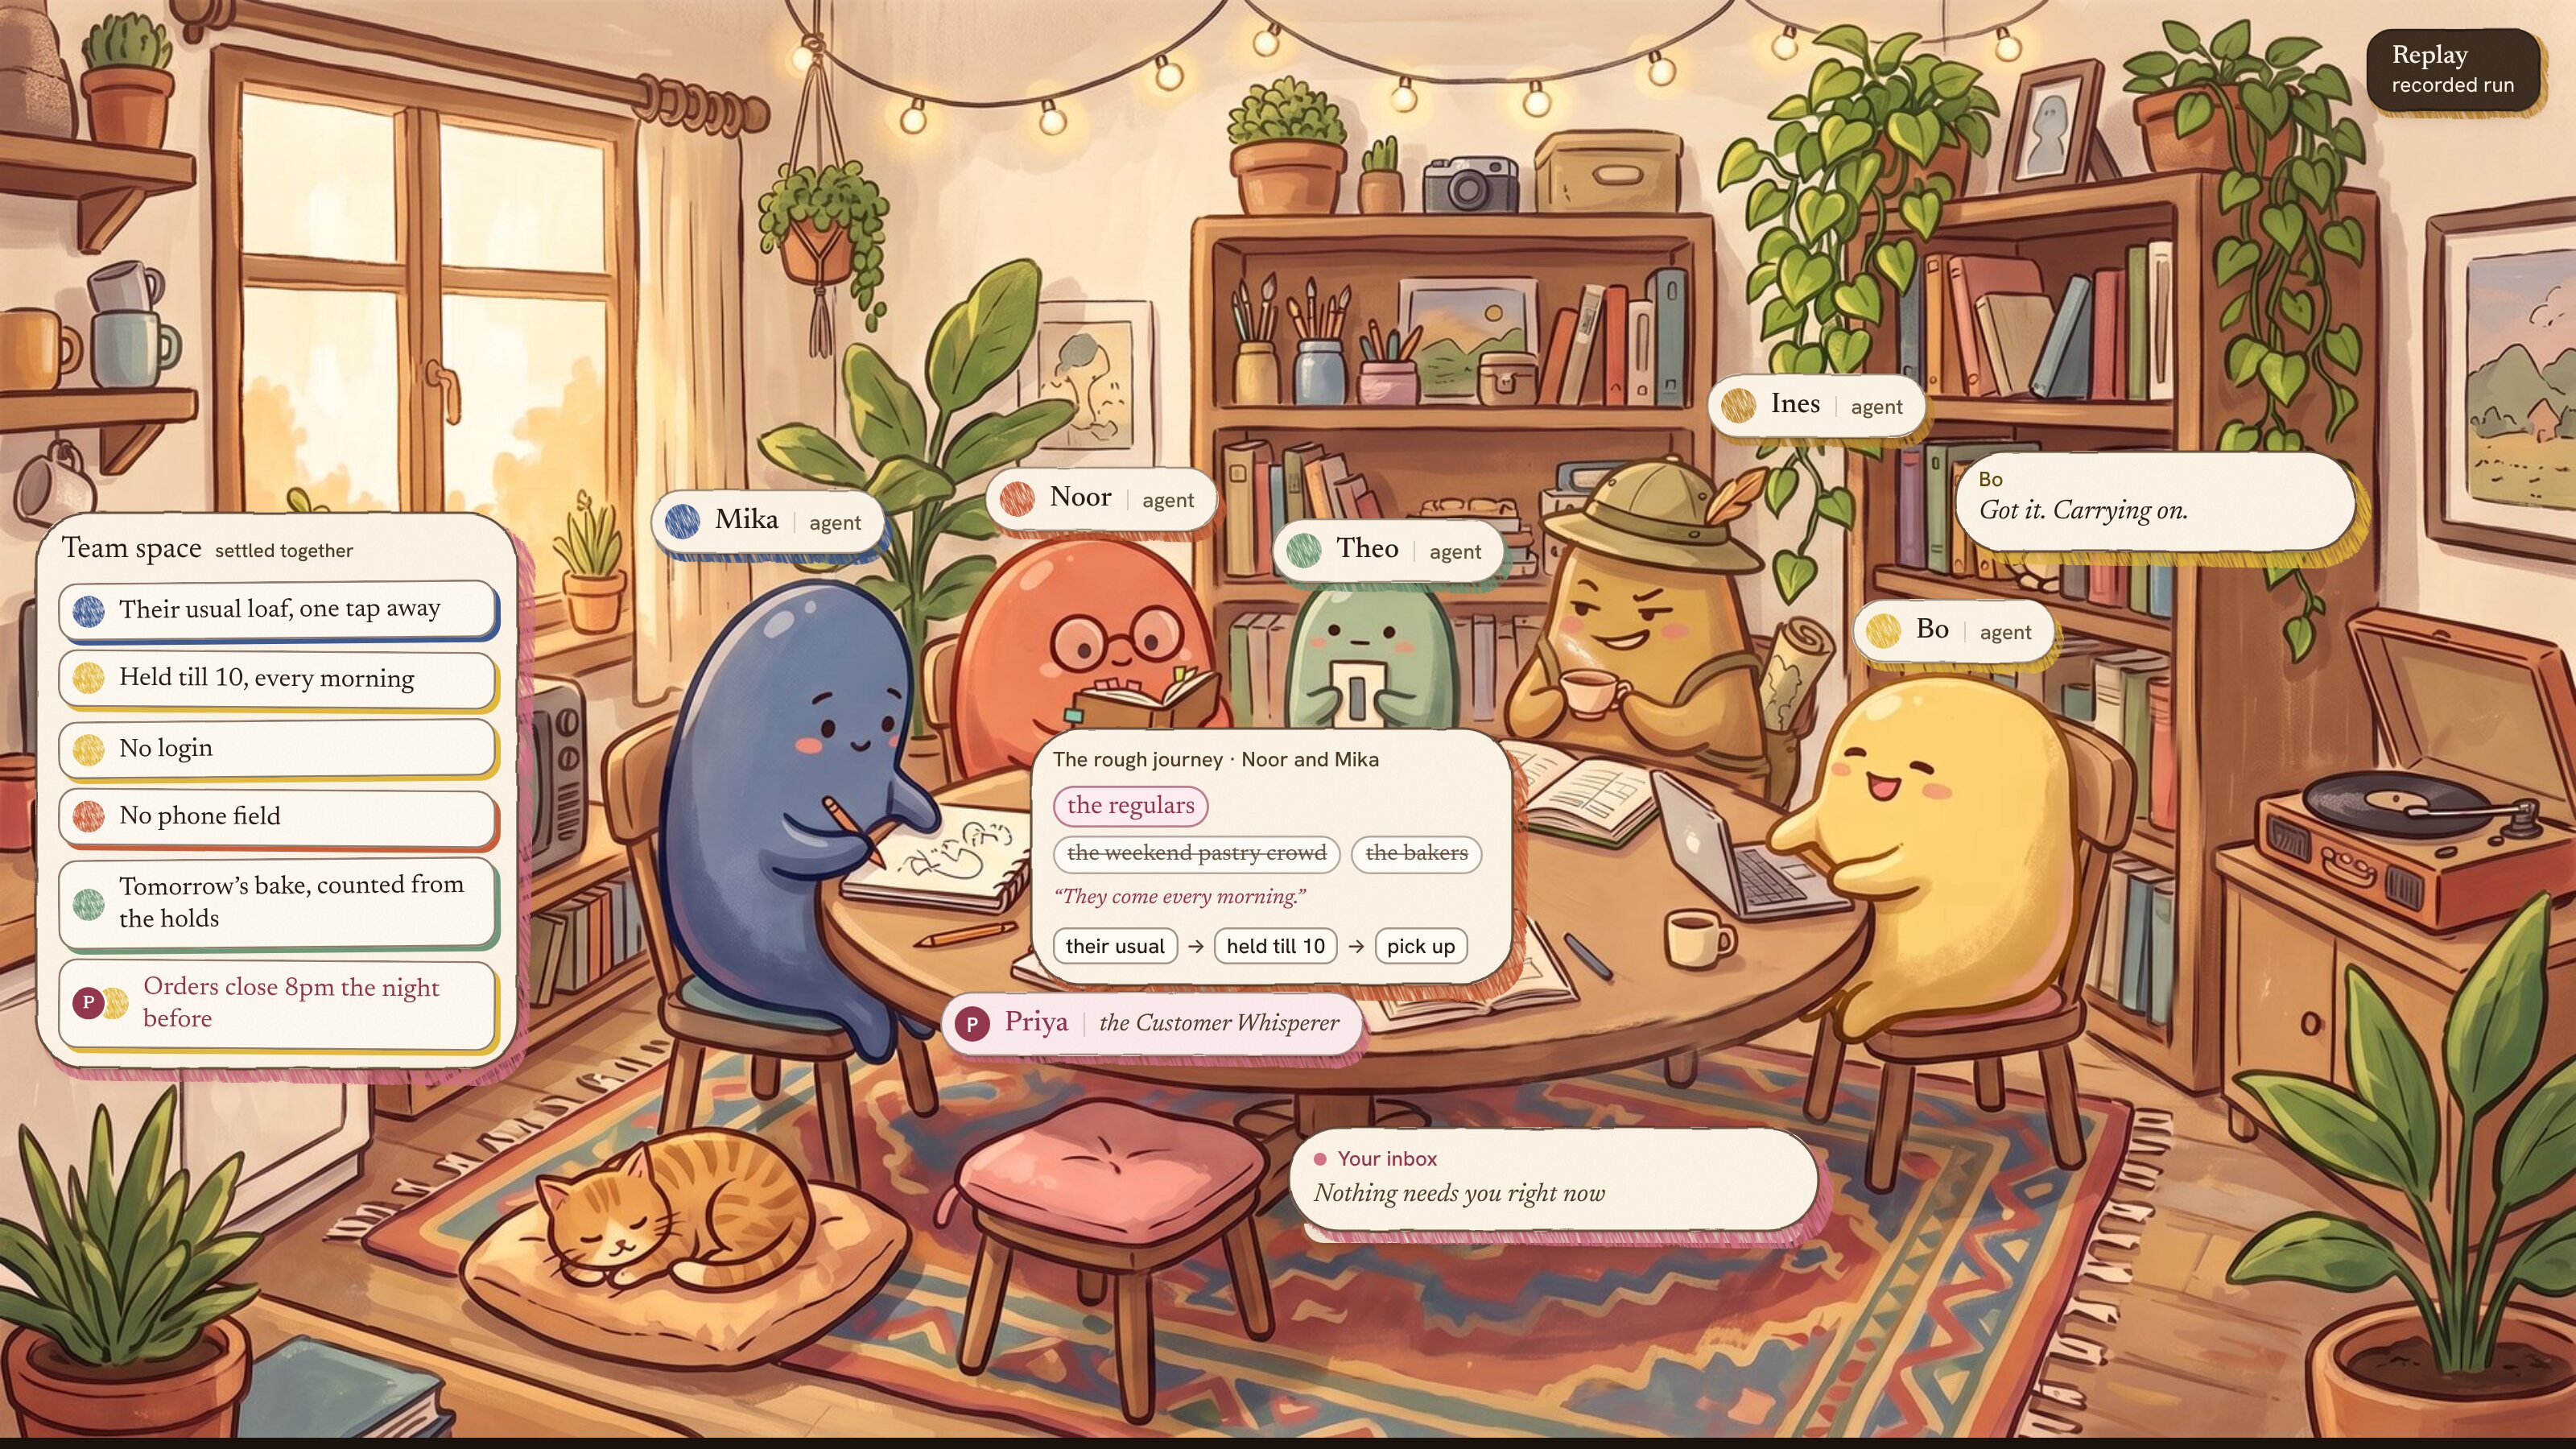 Replay
recorded run
Ines agent
Bo
Got it. Carrying on.
Noor agent
Mika agent
Theo agent
Bo agent
Team space settled together
Their usual loaf, one tap away
Held till 10, every morning
No login
No phone field
Tomorrow’s bake, counted from
the holds
P Orders close 8pm the night
before
The rough journey · Noor and Mika
the regulars
the weekend pastry crowd the bakers
“They come every morning.”
their usual → held till 10 → pick up
P Priya the Customer Whisperer
Your inbox
Nothing needs you right now